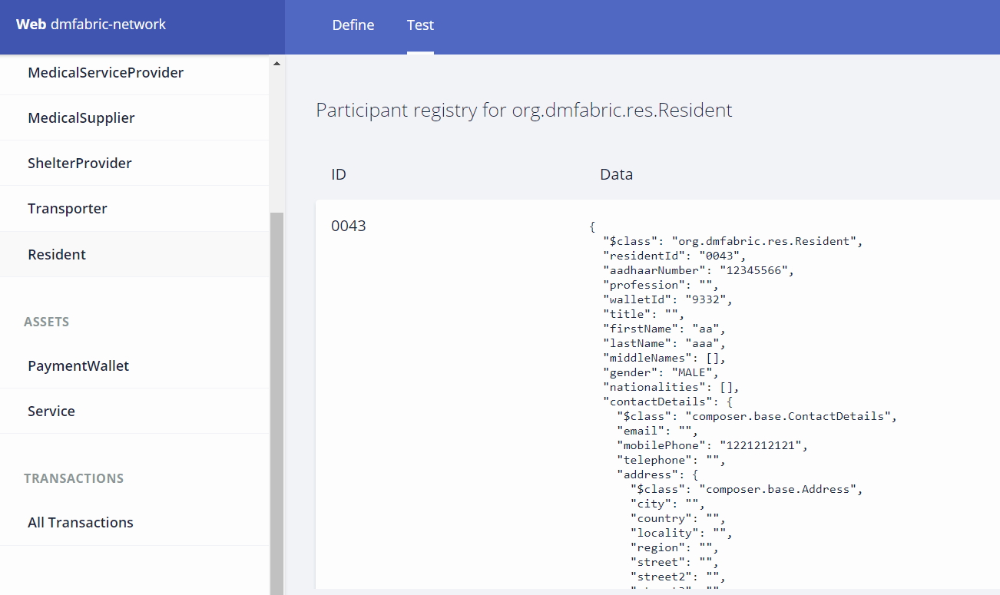 Web dmfabric-network
Define
Test
MedicalServiceProvider
MedicalSupplier
ShelterProvider
Transporter
Resident
ASSETS
PaymentWallet
Service
TRANSACTIONS
All Transactions
Participant registry for org.dmfabric.res.Resident
ID
Data
0043
{
"$class": "org.dmfabric.res.Resident",
"residentId": "0043",
"aadhaarNumber": "12345566",
"profession": "",
"walletId": "9332",
"title": "",
"firstName": "aa",
"lastName": "aaa",
"middleNames": [],
"gender": "MALE",
"nationalities": [],
"contactDetails": {
"$class": "composer.base.ContactDetails",
"email": "",
"mobilePhone": "1221212121",
"telephone": "",
"address": {
"$class": "composer.base.Address",
"city": "",
"country": "",
"locality": "",
"region": "",
"street": "",
"street2": "",